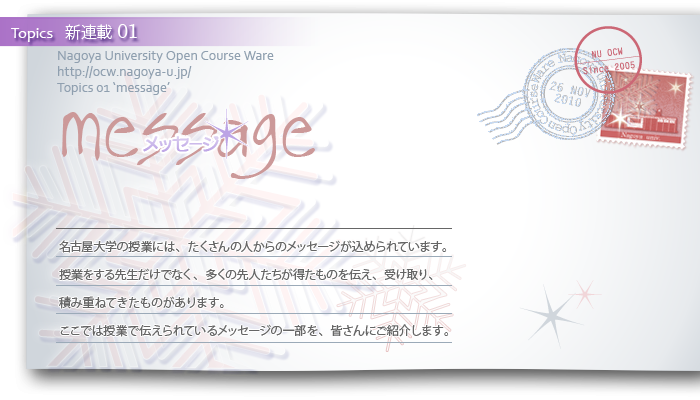 Topics 新連載 01
Nagoya University Open Course Ware
http://ocw.nagoya-u.jp/
Topics 01 'message'
message
メッセージ
NU OCW
Since 2005
26 NOV
2010
名古屋大学の授業には、たくさんの人からのメッセージが込められています。
授業をする先生だけでなく、多くの先人たちが得たものを伝え、受け取り、
積み重ねてきたものがあります。
ここでは授業で伝えられているメッセージの一部を、皆さんにご紹介します。